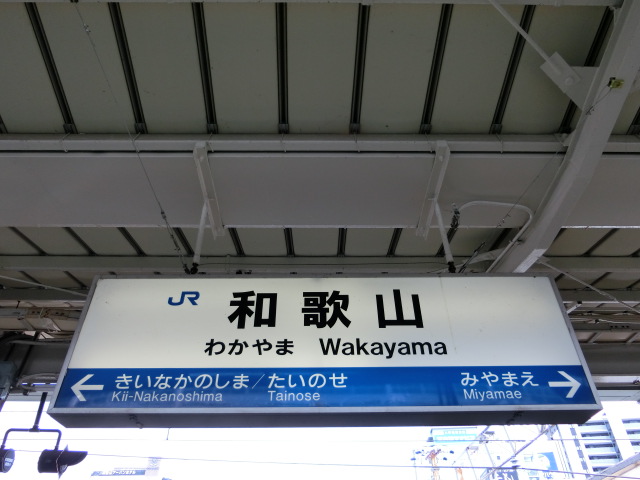 JR 和歌山
わかやま Wakayama
← きいなかのしま/たいのせ みやまえ →
Kii-Nakanoshima Tainose Miyamae